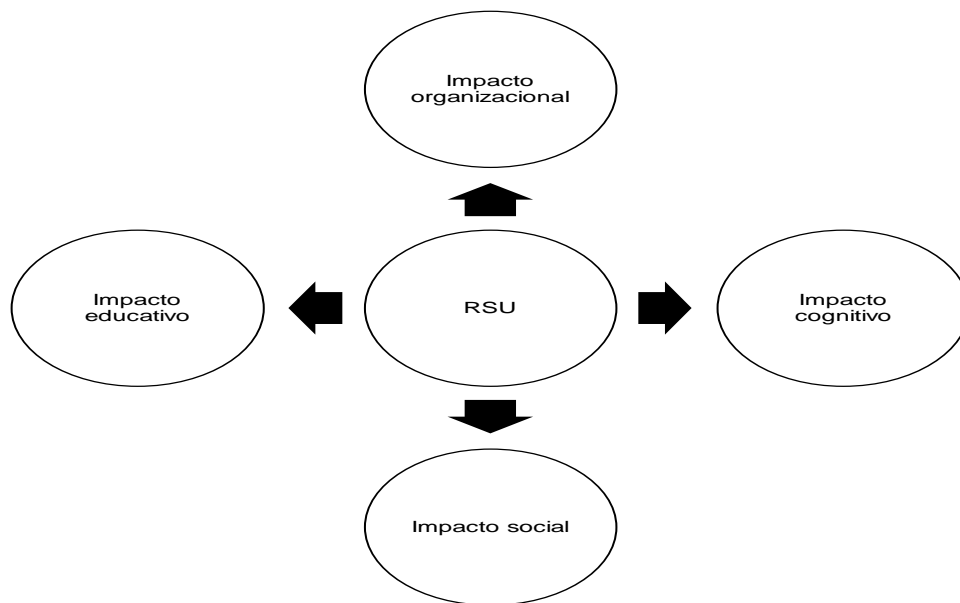 Impacto
organizacional
Impacto
educativo
RSU
Impacto
cognitivo
Impacto social